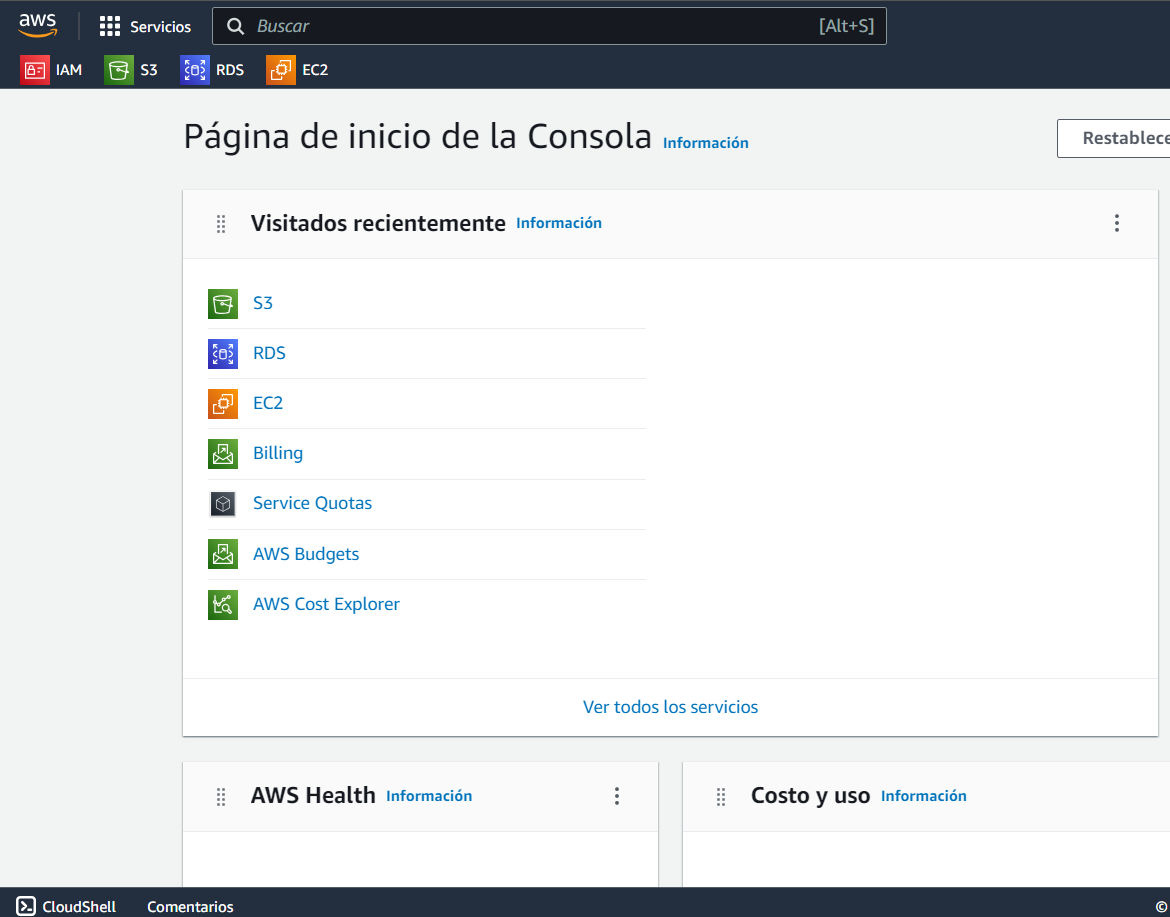 aws Servicios Buscar [Alt+S]
IAM S3 RDS EC2
Página de inicio de la Consola Información
Restablece
Visitados recientemente Información
S3
RDS
EC2
Billing
Service Quotas
AWS Budgets
AWS Cost Explorer
Ver todos los servicios
AWS Health Información
Costo y uso Información
CloudShell Comentarios ©